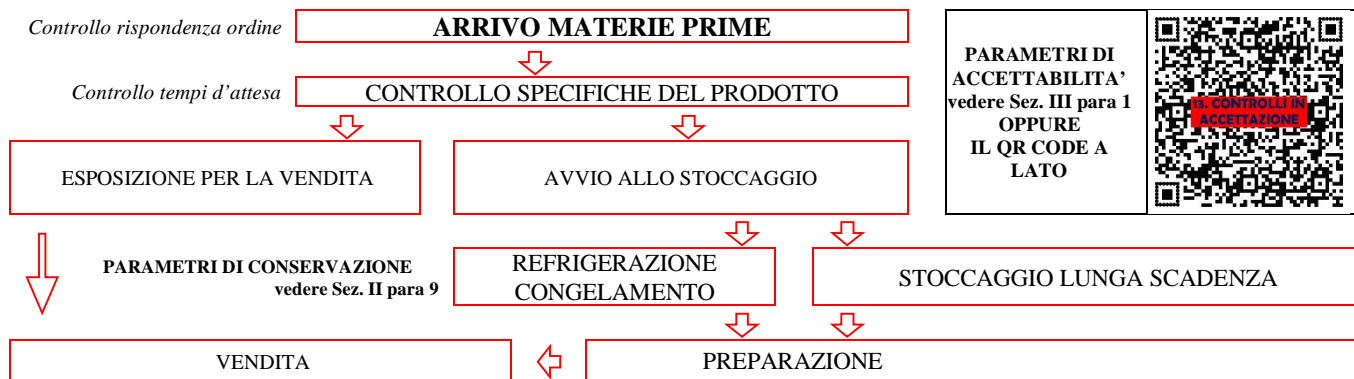 Controllo rispondenza ordine
ARRIVO MATERIE PRIME
Controllo tempi d'attesa
CONTROLLO SPECIFICHE DEL PRODOTTO
PARAMETRI DI
ACCETTABILITA'
vedere Sez. III para 1
OPPURE
IL QR CODE A
LATO
13. CONTROLLI IN
ACCETTAZIONE
ESPOSIZIONE PER LA VENDITA
AVVIO ALLO STOCCAGGIO
PARAMETRI DI CONSERVAZIONE
vedere Sez. II para 9
REFRIGERAZIONE
CONGELAMENTO
STOCCAGGIO LUNGA SCADENZA
VENDITA
PREPARAZIONE